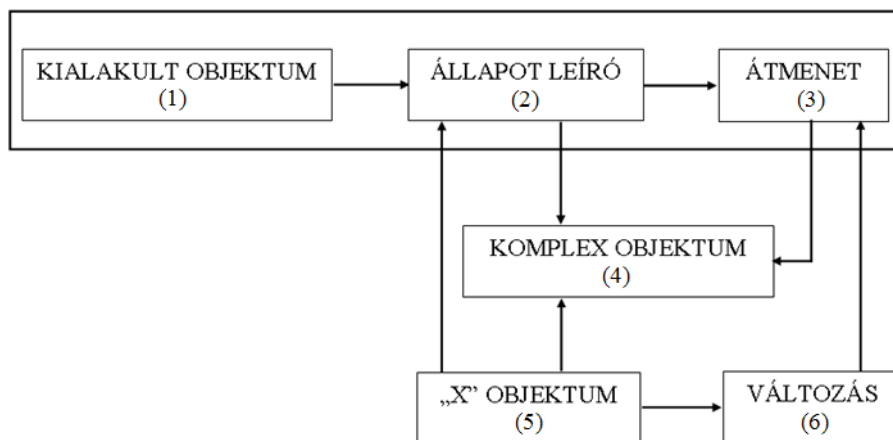 KIALAKULT OBJEKTUM
(1)
ÁLLAPOT LEÍRÓ
(2)
ÁTMENET
(3)
KOMPLEX OBJEKTUM
(4)
„X” OBJEKTUM
(5)
VÁLTOZÁS
(6)